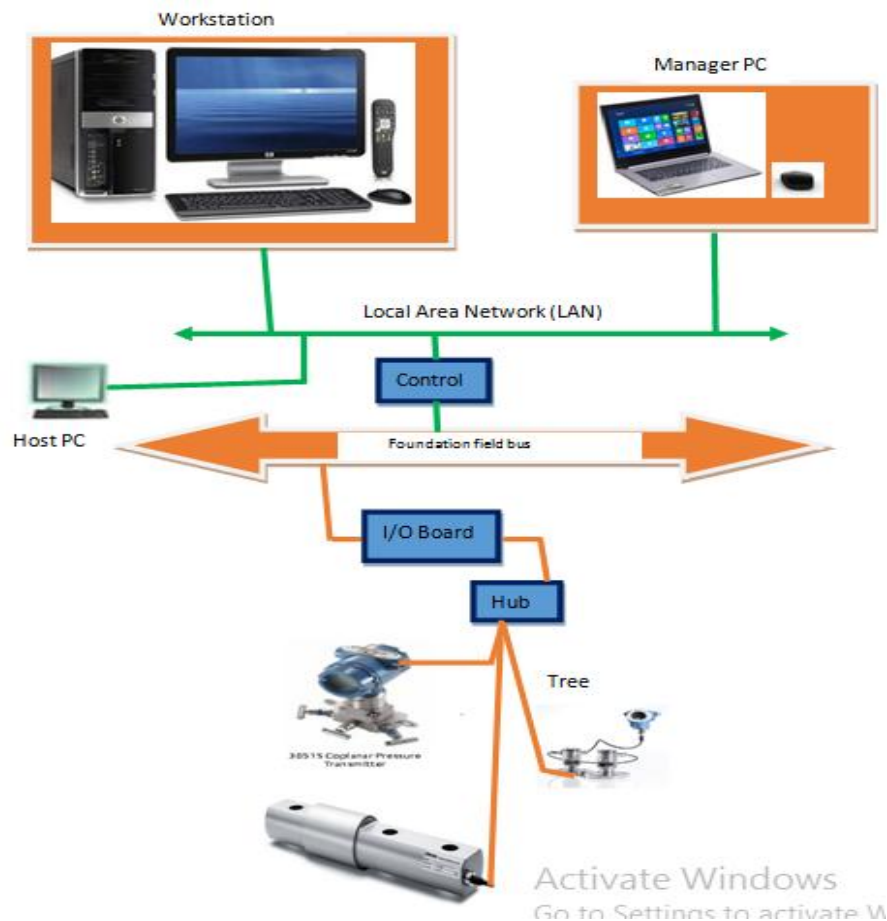 Workstation
Manager PC
Local Area Network (LAN)
Control
Host PC
Foundation field bus
I/O Board
Hub
Tree
3051S Coplanar Pressure
Transmitter
Activate Windows
Go to Settings to activate W